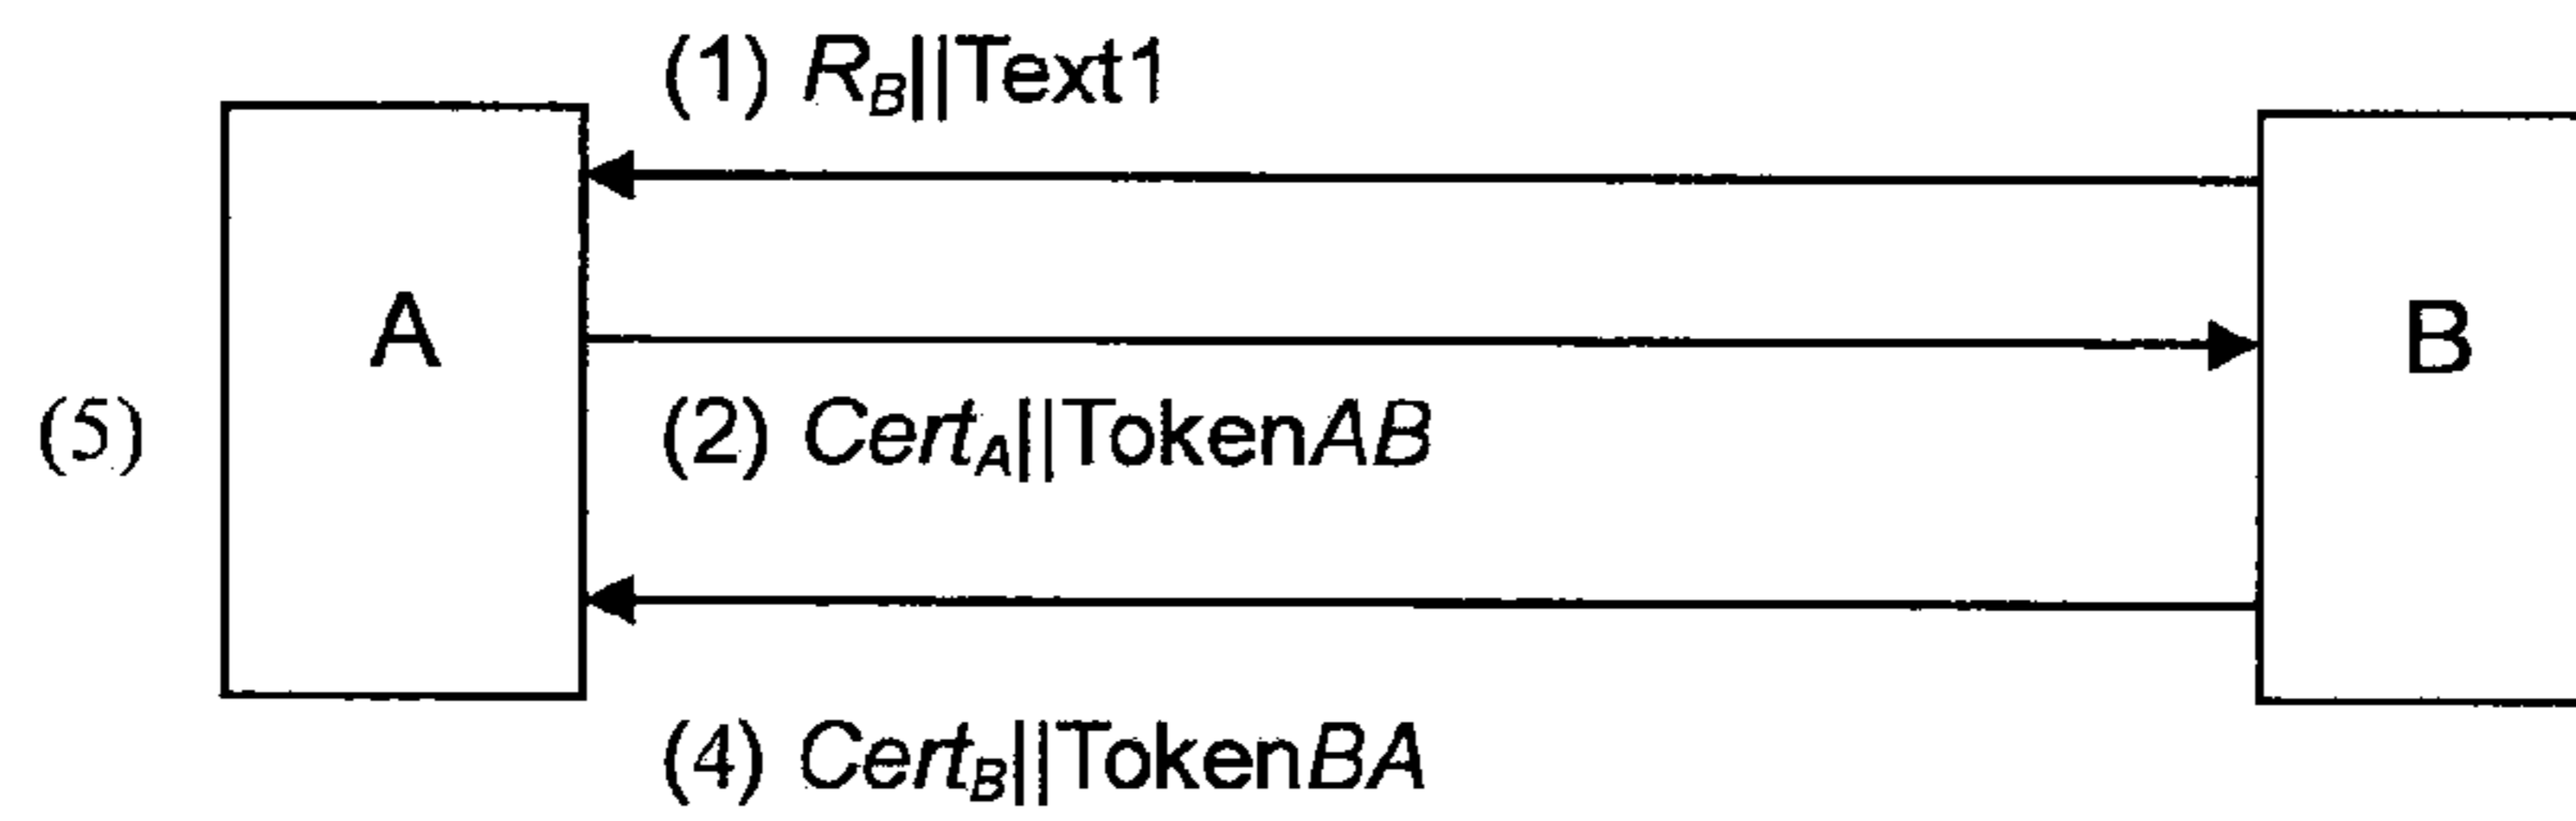 (1) R_B||Text1
A
B
(5)
(2) Cert_A||TokenAB
(4) Cert_B||TokenBA